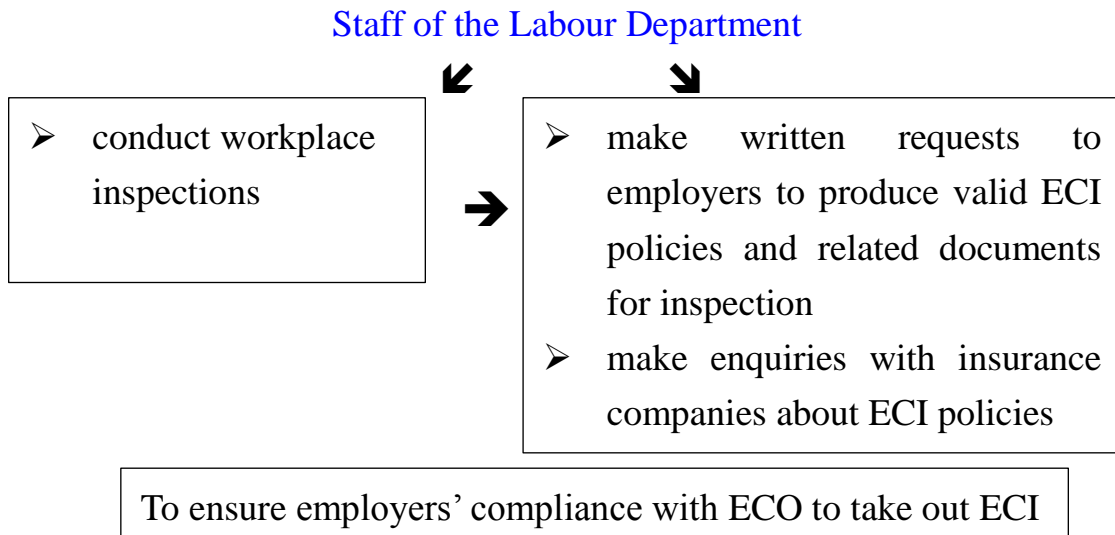 Staff of the Labour Department
➢ conduct workplace
inspections
➢ make written requests to
employers to produce valid ECI
policies and related documents
for inspection
➢ make enquiries with insurance
companies about ECI policies
To ensure employers’ compliance with ECO to take out ECI